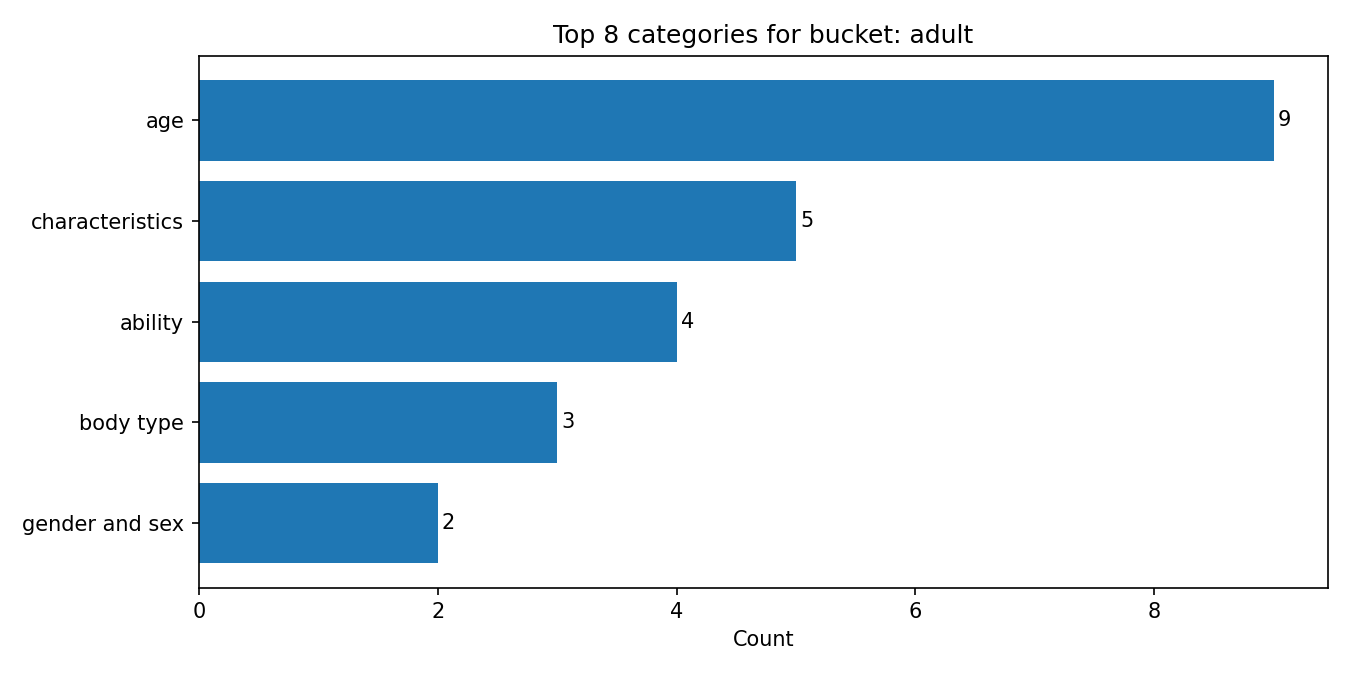 Top 8 categories for bucket: adult
age
9
characteristics
5
ability
4
body type
3
gender and sex
2
0 2 4 6 8
Count